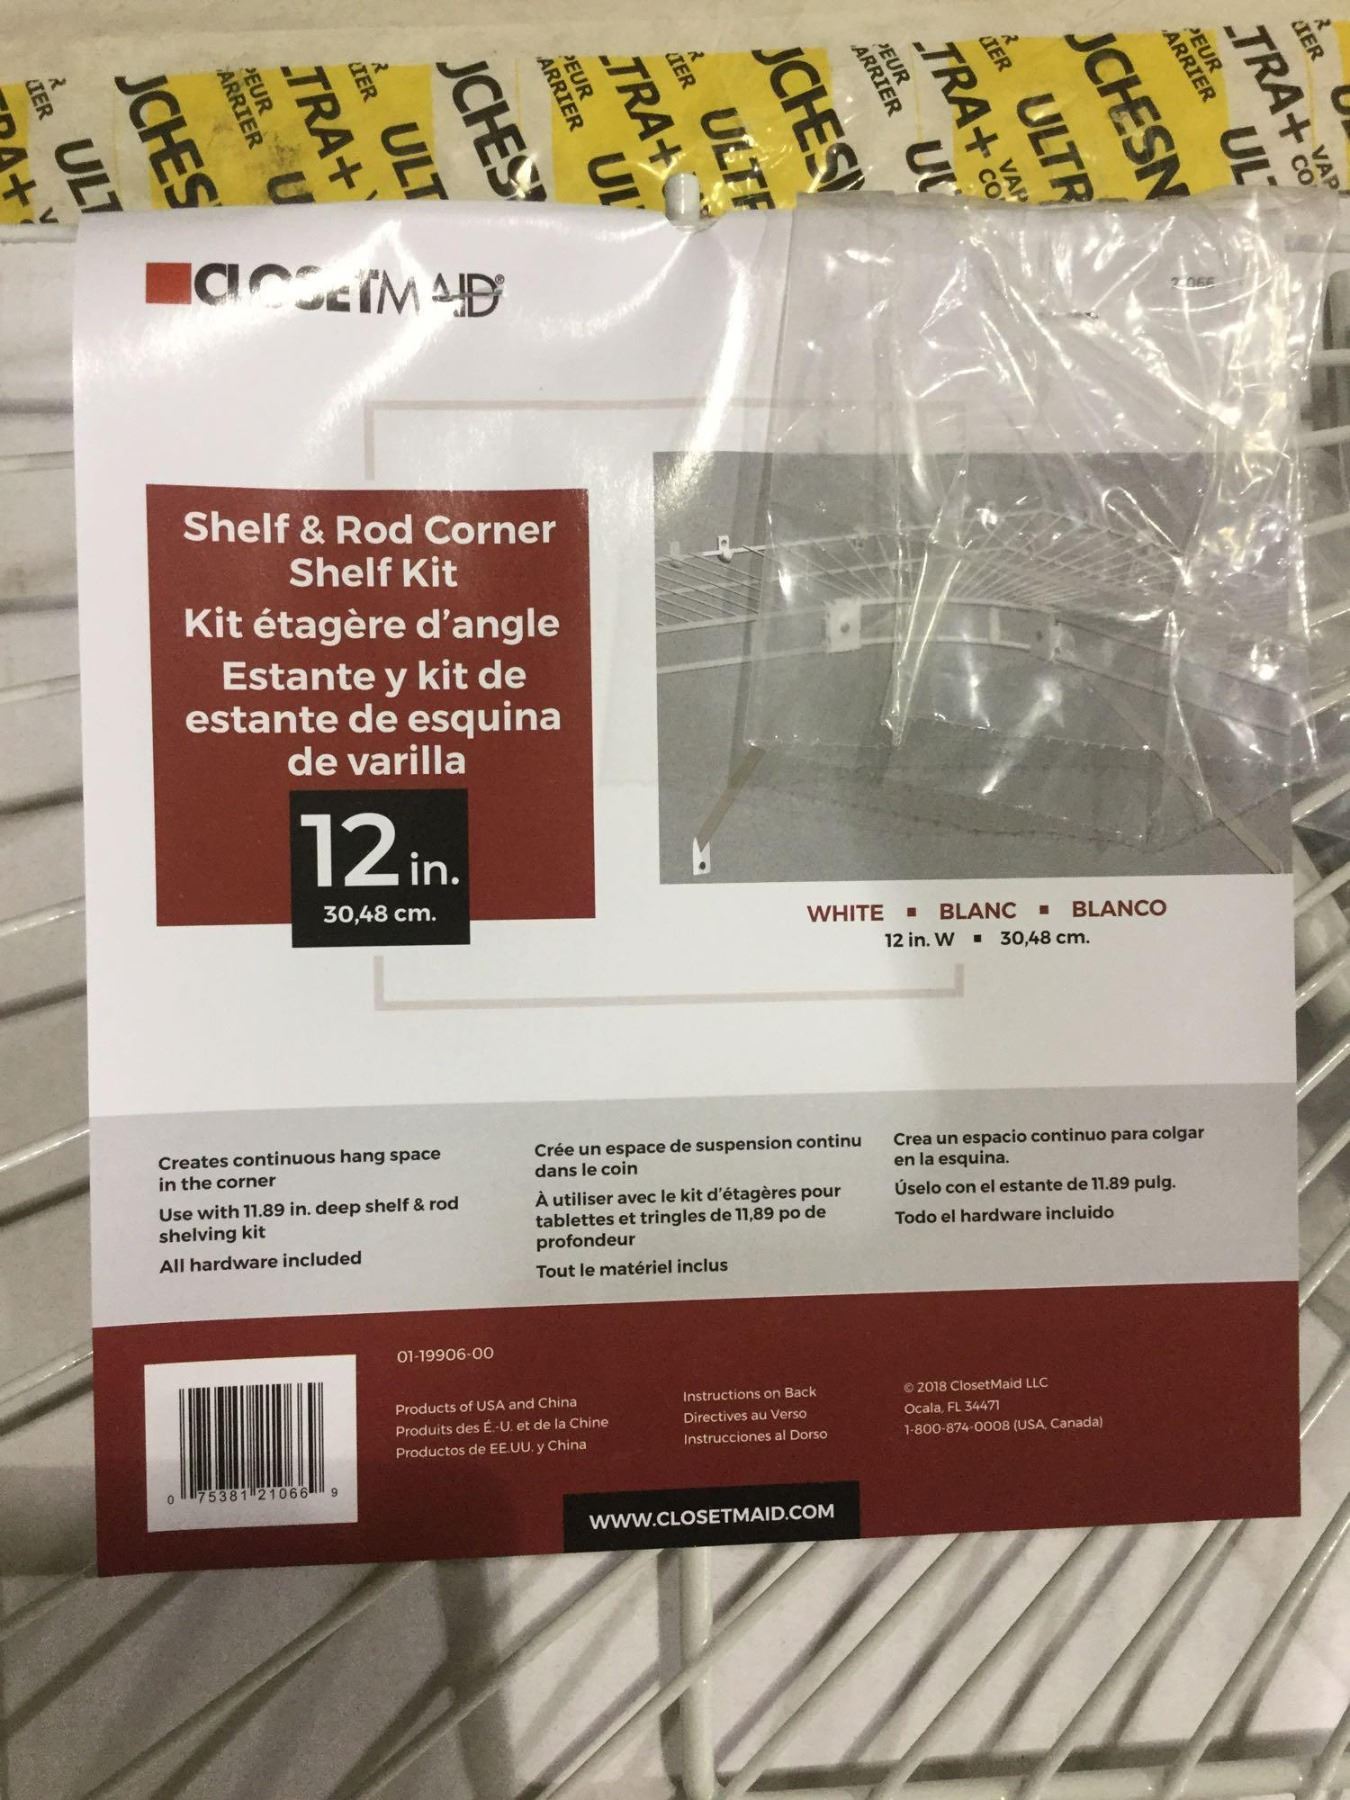 CLOSETMAID®
Shelf & Rod Corner
Shelf Kit
Kit étagère d'angle
Estante y kit de
estante de esquina
de varilla
12 in.
30,48 cm.
WHITE ▪ BLANC ▪ BLANCO
12 in. W ▪ 30,48 cm.
Creates continuous hang space
in the corner
Use with 11.89 in. deep shelf & rod
shelving kit
All hardware included
Crée un espace de suspension continu
dans le coin
À utiliser avec le kit d'étagères pour
tablettes et tringles de 11,89 po de
profondeur
Tout le matériel inclus
Crea un espacio continuo para colgar
en la esquina.
Úselo con el estante de 11.89 pulg.
Todo el hardware incluido
01-19906-00
Products of USA and China
Produits des É.-U. et de la Chine
Productos de EE.UU. y China
Instructions on Back
Directives au Verso
Instrucciones al Dorso
© 2018 ClosetMaid LLC
Ocala, FL 34471
1-800-874-0008 (USA, Canada)
0 75381 21066 9
WWW.CLOSETMAID.COM